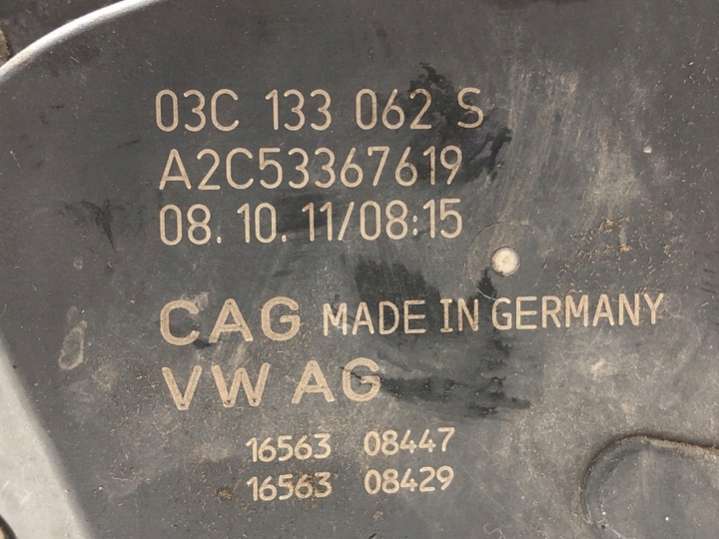 03C 133 062 S
A2C53367619
08.10.11/08:15
CAG MADE IN GERMANY
VW AG
16563 08447
16563 08429